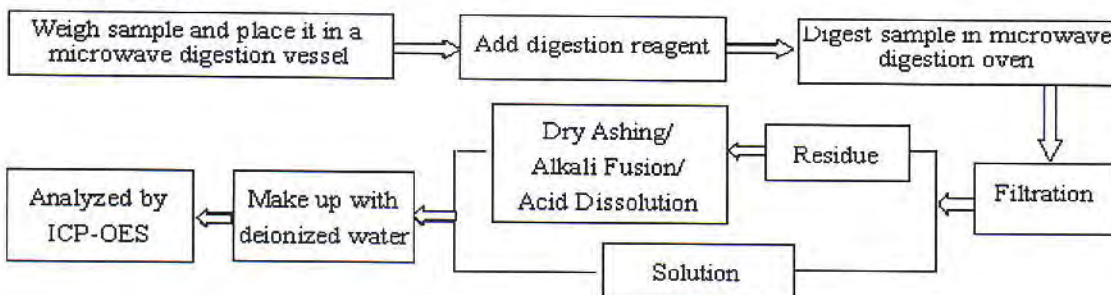 Weigh sample and place it in a
microwave digestion vessel
Add digestion reagent
Digest sample in microwave
digestion oven
Filtration
Residue
Dry Ashing/
Alkali Fusion/
Acid Dissolution
Solution
Make up with
deionized water
Analyzed by
ICP-OES